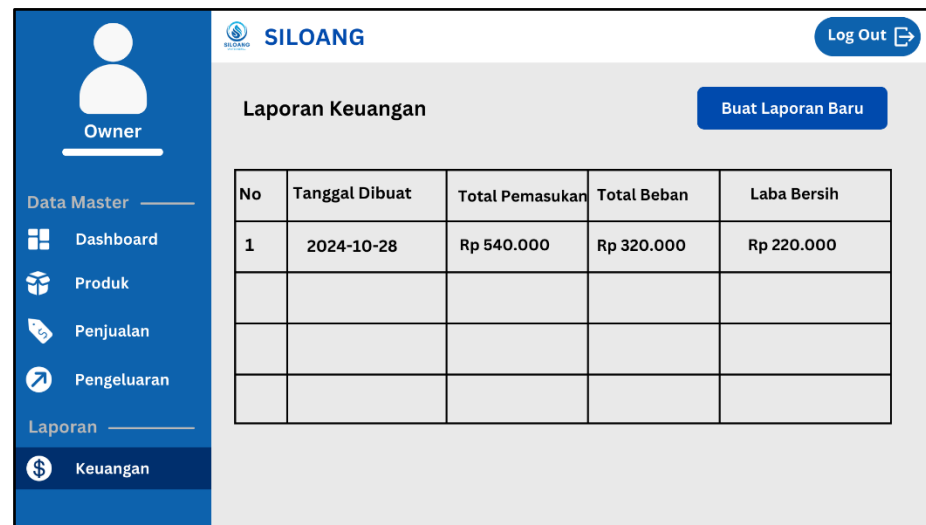 Owner
Data Master
Dashboard
Produk
Penjualan
Pengeluaran
Laporan
Keuangan
SILOANG
SILOANG
Log Out
Laporan Keuangan
Buat Laporan Baru
No Tanggal Dibuat Total Pemasukan Total Beban Laba Bersih
1 2024-10-28 Rp 540.000 Rp 320.000 Rp 220.000